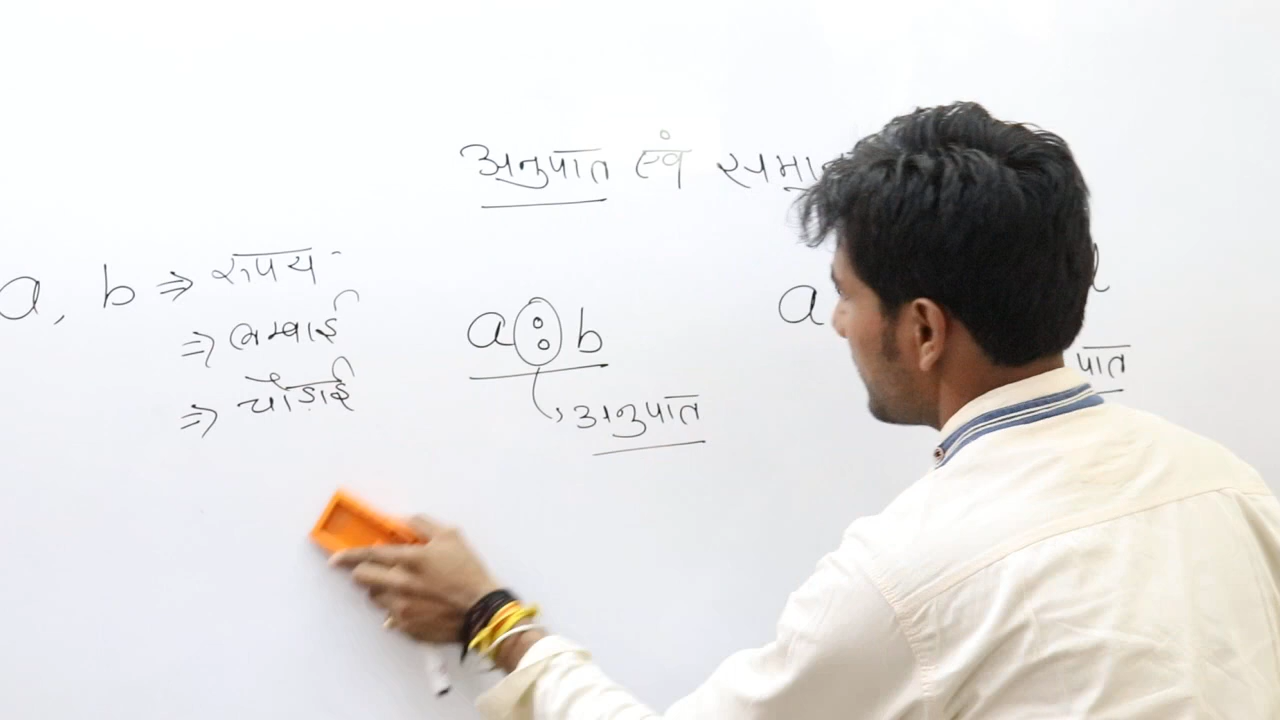 अनुपात एवं समा
a, b ⇒ रुपय
⇒ लम्बाई
⇒ चौड़ाई
a : b
अनुपात
a
पात